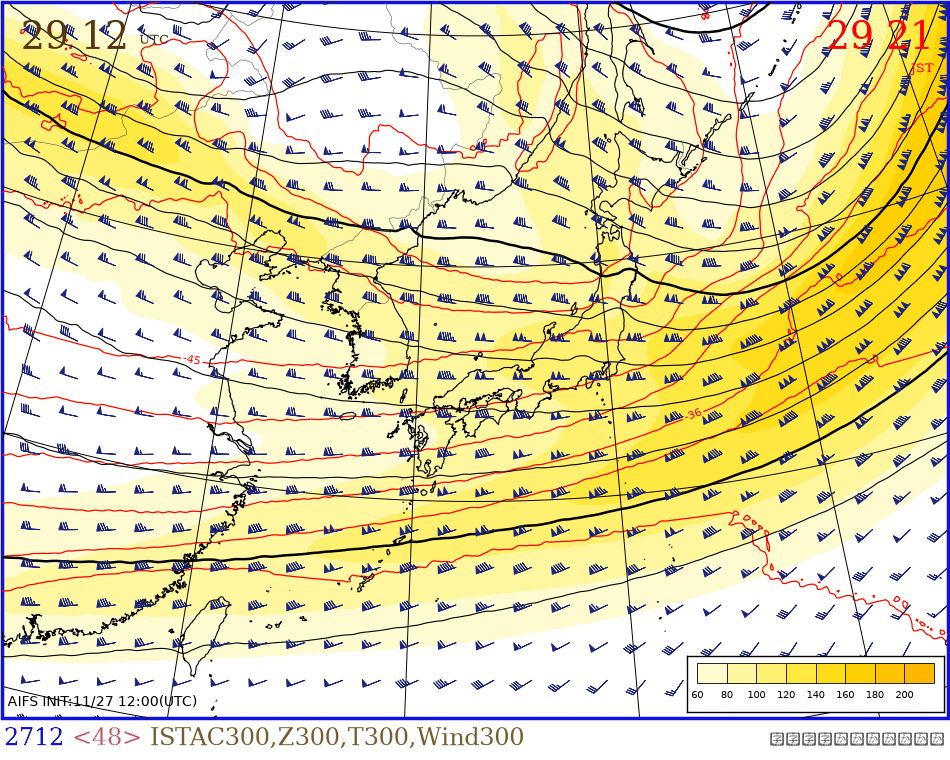 29 12 UTC
29 21
JST
-45
-36
60 80 100 120 140 160 180 200
AIFS INIT:11/27 12:00(UTC)
2712 <48> ISTAC300,Z300,T300,Wind300